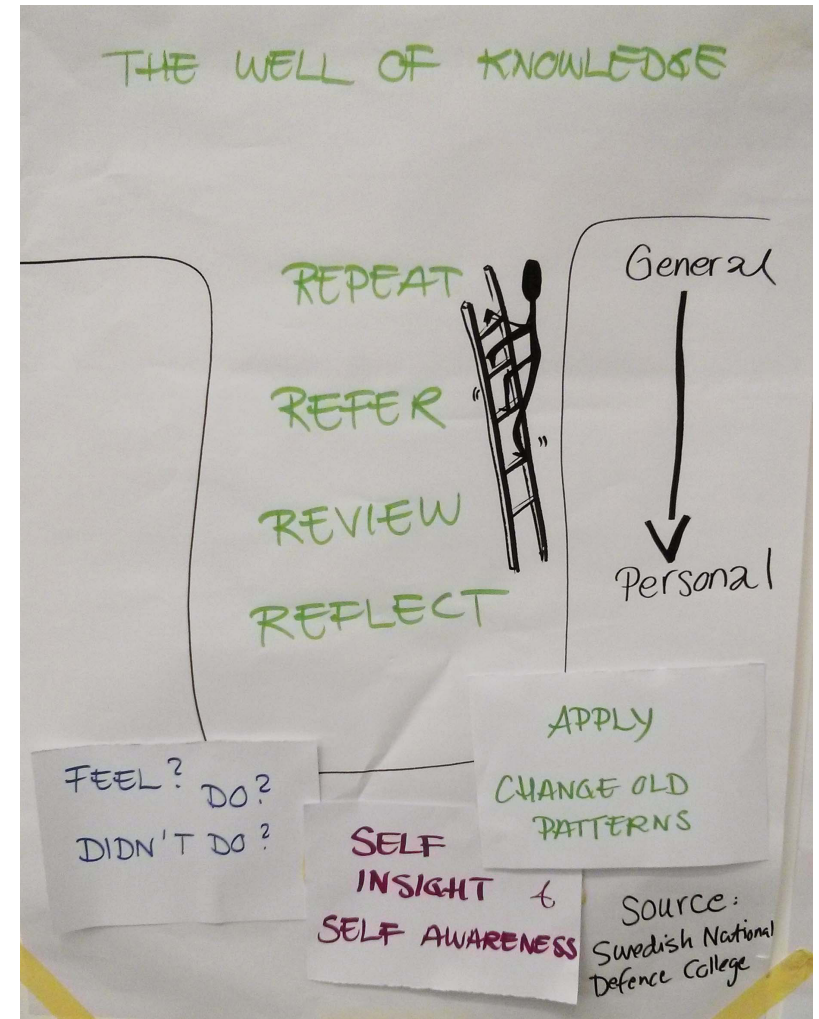 THE WELL OF KNOWLEDGE
REPEAT
REFER
REVIEW
REFLECT
General
Personal
FEEL? DO?
DIDN'T DO?
SELF
INSIGHT &
SELF AWARENESS
APPLY
CHANGE OLD
PATTERNS
Source:
Swedish National
Defence College